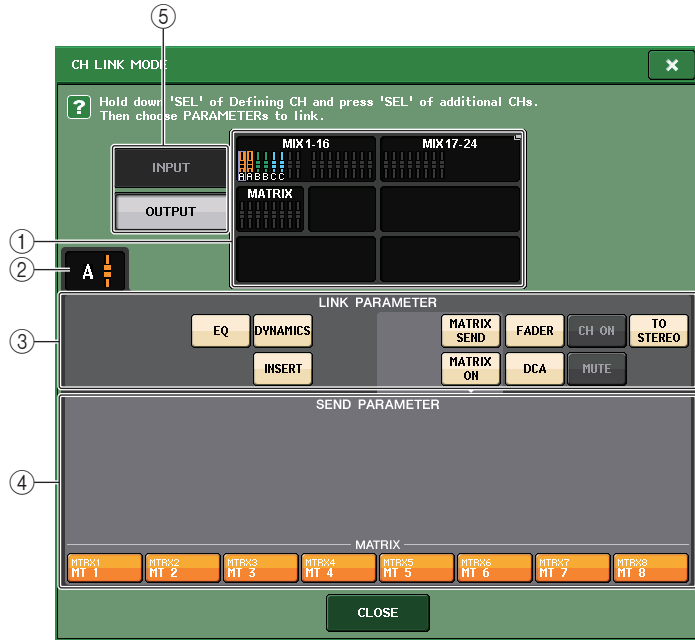 ⑤
CH LINK MODE
×
?
Hold down 'SEL' of Defining CH and press 'SEL' of additional CHs.
Then choose PARAMETERs to link.
INPUT
OUTPUT
MIX1-16
MIX17-24
AABBCC
MATRIX
①
②
A
LINK PARAMETER
③
EQ
DYNAMICS
MATRIX
SEND
FADER
CH ON
TO
STEREO
INSERT
MATRIX
ON
DCA
MUTE
SEND PARAMETER
④
MATRIX
MTRX1
MT 1
MTRX2
MT 2
MTRX3
MT 3
MTRX4
MT 4
MTRX5
MT 5
MTRX6
MT 6
MTRX7
MT 7
MTRX8
MT 8
CLOSE